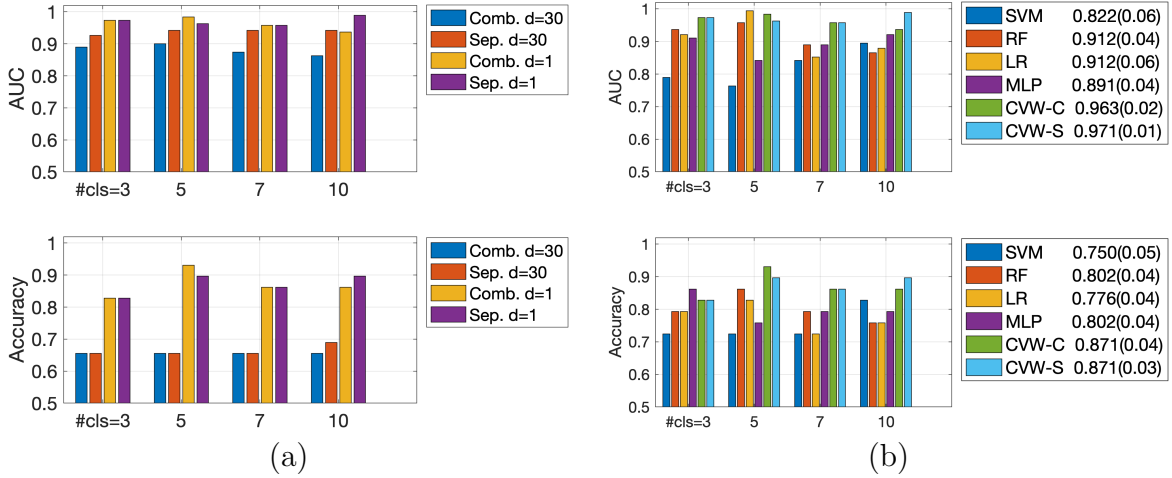 1
0.9
0.8
0.7
0.6
0.5
AUC
#cls=3 5 7 10
Comb. d=30
Sep. d=30
Comb. d=1
Sep. d=1
1
0.9
0.8
0.7
0.6
0.5
AUC
#cls=3 5 7 10
SVM 0.822(0.06)
RF 0.912(0.04)
LR 0.912(0.06)
MLP 0.891(0.04)
CVW-C 0.963(0.02)
CVW-S 0.971(0.01)
1
0.9
0.8
0.7
0.6
0.5
Accuracy
#cls=3 5 7 10
Comb. d=30
Sep. d=30
Comb. d=1
Sep. d=1
1
0.9
0.8
0.7
0.6
0.5
Accuracy
#cls=3 5 7 10
SVM 0.750(0.05)
RF 0.802(0.04)
LR 0.776(0.04)
MLP 0.802(0.04)
CVW-C 0.871(0.04)
CVW-S 0.871(0.03)
(a)
(b)